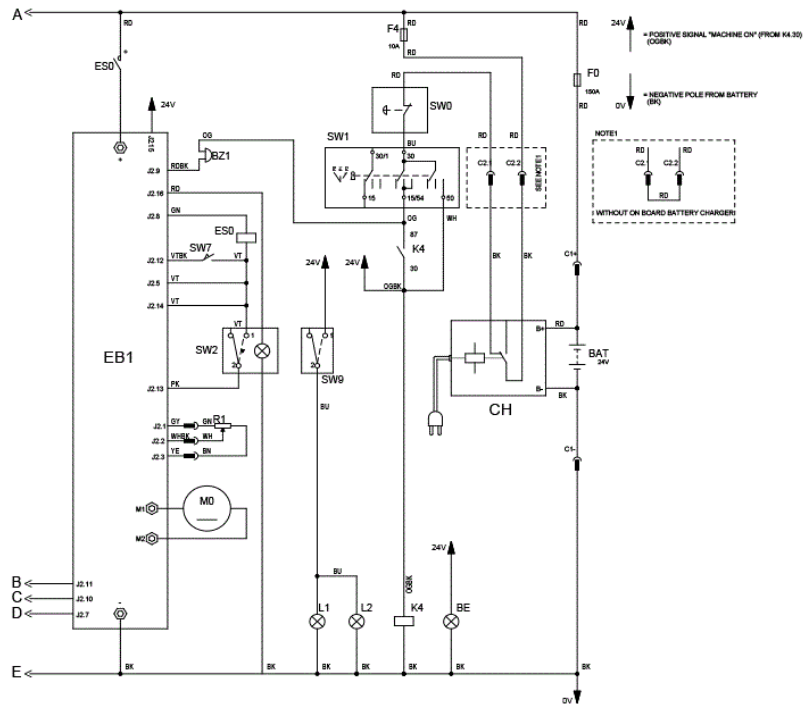 A
RD
RD
RD
F4
10A
RD
RD
24V
= POSITIVE SIGNAL "MACHINE ON" (FROM K4.30)
(OGBK)
ES0
+
RD
F0
150A
= NEGATIVE POLE FROM BATTERY
(BK)
24V
SW0
RD
0V
J2.15
OG
SW1
BU
RD
RD
NOTE1
+
BZ1
30/1
30
C2.1
C2.2
J2.9
RDBK
C2.1
C2.2
SEE NOTE1
RD
J2.16
RD
15
15/54
50
WITHOUT ON BOARD BATTERY CHARGER
J2.8
GN
OG
WH
ES0
87
SW7
K4
C1+
J2.12
VTBK
VT
24V
24V
30
BK
BK
J2.5
VT
OGBK
J2.14
VT
VT
RD
B+
SW2
1
1
BAT
24V
EB1
2
2
SW9
B-
BK
J2.13
PK
CH
BU
J2.1
GY
GN
R1
J2.2
WHBK
WH
C1-
J2.3
YE
BN
M0
M1
M2
24V
BU
OGBK
B
J2.11
C
J2.10
L1
L2
K4
BE
D
J2.7
-
E
BK
BK
BK
BK
BK
BK
BK
0V